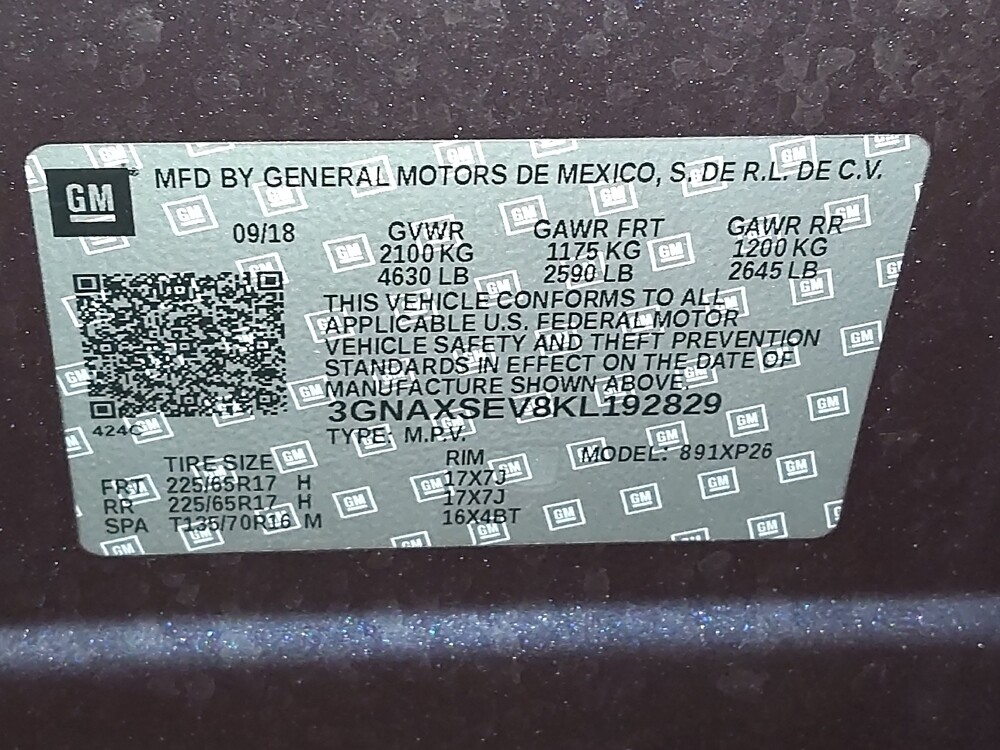 GM MFD BY GENERAL MOTORS DE MEXICO, S. DE R.L. DE C.V.
09/18 GVWR GAWR FRT GAWR RR
2100 KG 1175 KG 1200 KG
4630 LB 2590 LB 2645 LB
THIS VEHICLE CONFORMS TO ALL
APPLICABLE U.S. FEDERAL MOTOR
VEHICLE SAFETY AND THEFT PREVENTION
STANDARDS IN EFFECT ON THE DATE OF
MANUFACTURE SHOWN ABOVE.
3GNAXSEV8KL192829
424C
TYPE: M.P.V.
TIRE SIZE RIM MODEL: 891XP26
FRT 225/65R17 H 17X7J
RR 225/65R17 H 17X7J
SPA T135/70R16 M 16X4BT